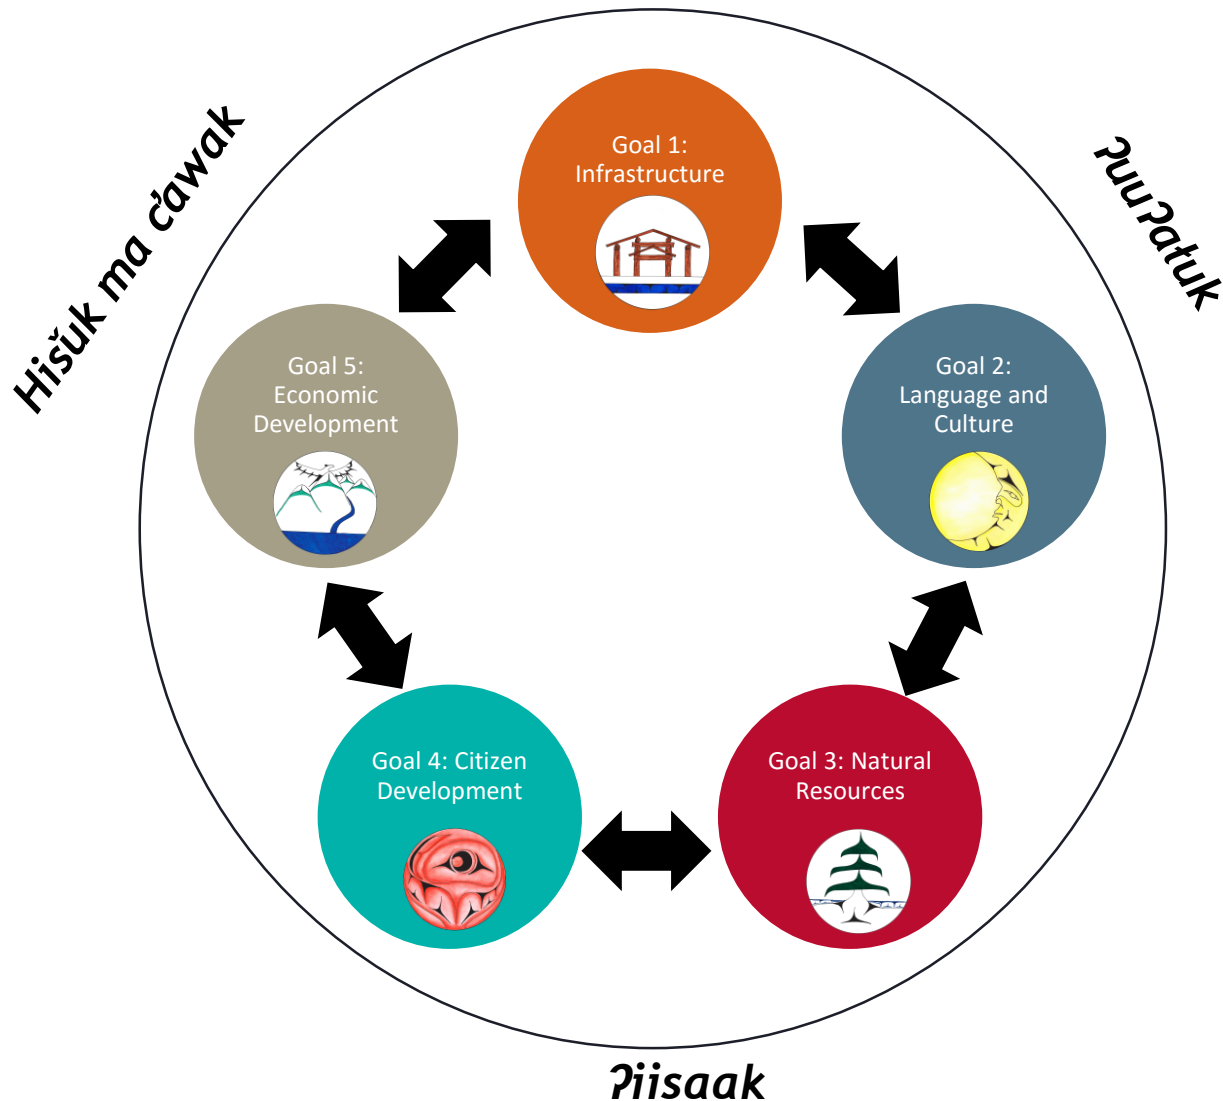 Hišuk ma c̓awak
ʔuuʔałuk
Goal 1:
Infrastructure
Goal 5:
Economic
Development
Goal 2:
Language and
Culture
Goal 4: Citizen
Development
Goal 3: Natural
Resources
ʔiisaak